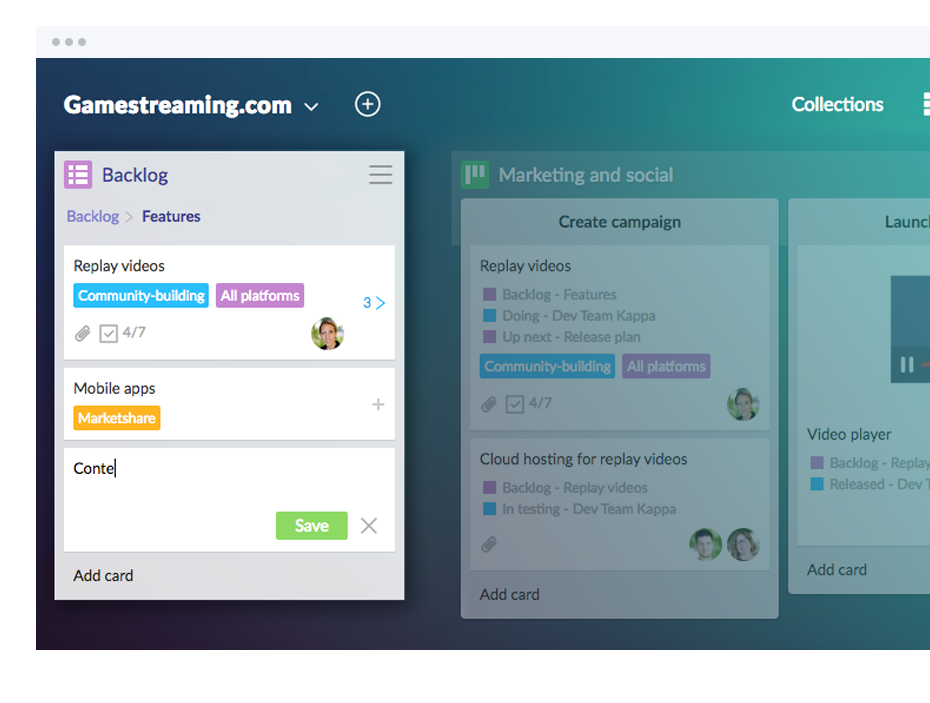 Gamestreaming.com
Collections
Backlog
Backlog > Features
Replay videos
Community-building All platforms
3 >
4/7
Mobile apps
Marketshare
+
Conte
Save
Add card
Marketing and social
Create campaign
Replay videos
Backlog - Features
Doing - Dev Team Kappa
Up next - Release plan
Community-building All platforms
4/7
Cloud hosting for replay videos
Backlog - Replay videos
In testing - Dev Team Kappa
Add card
Launc
Video player
Backlog - Replay
Released - Dev T
Add card